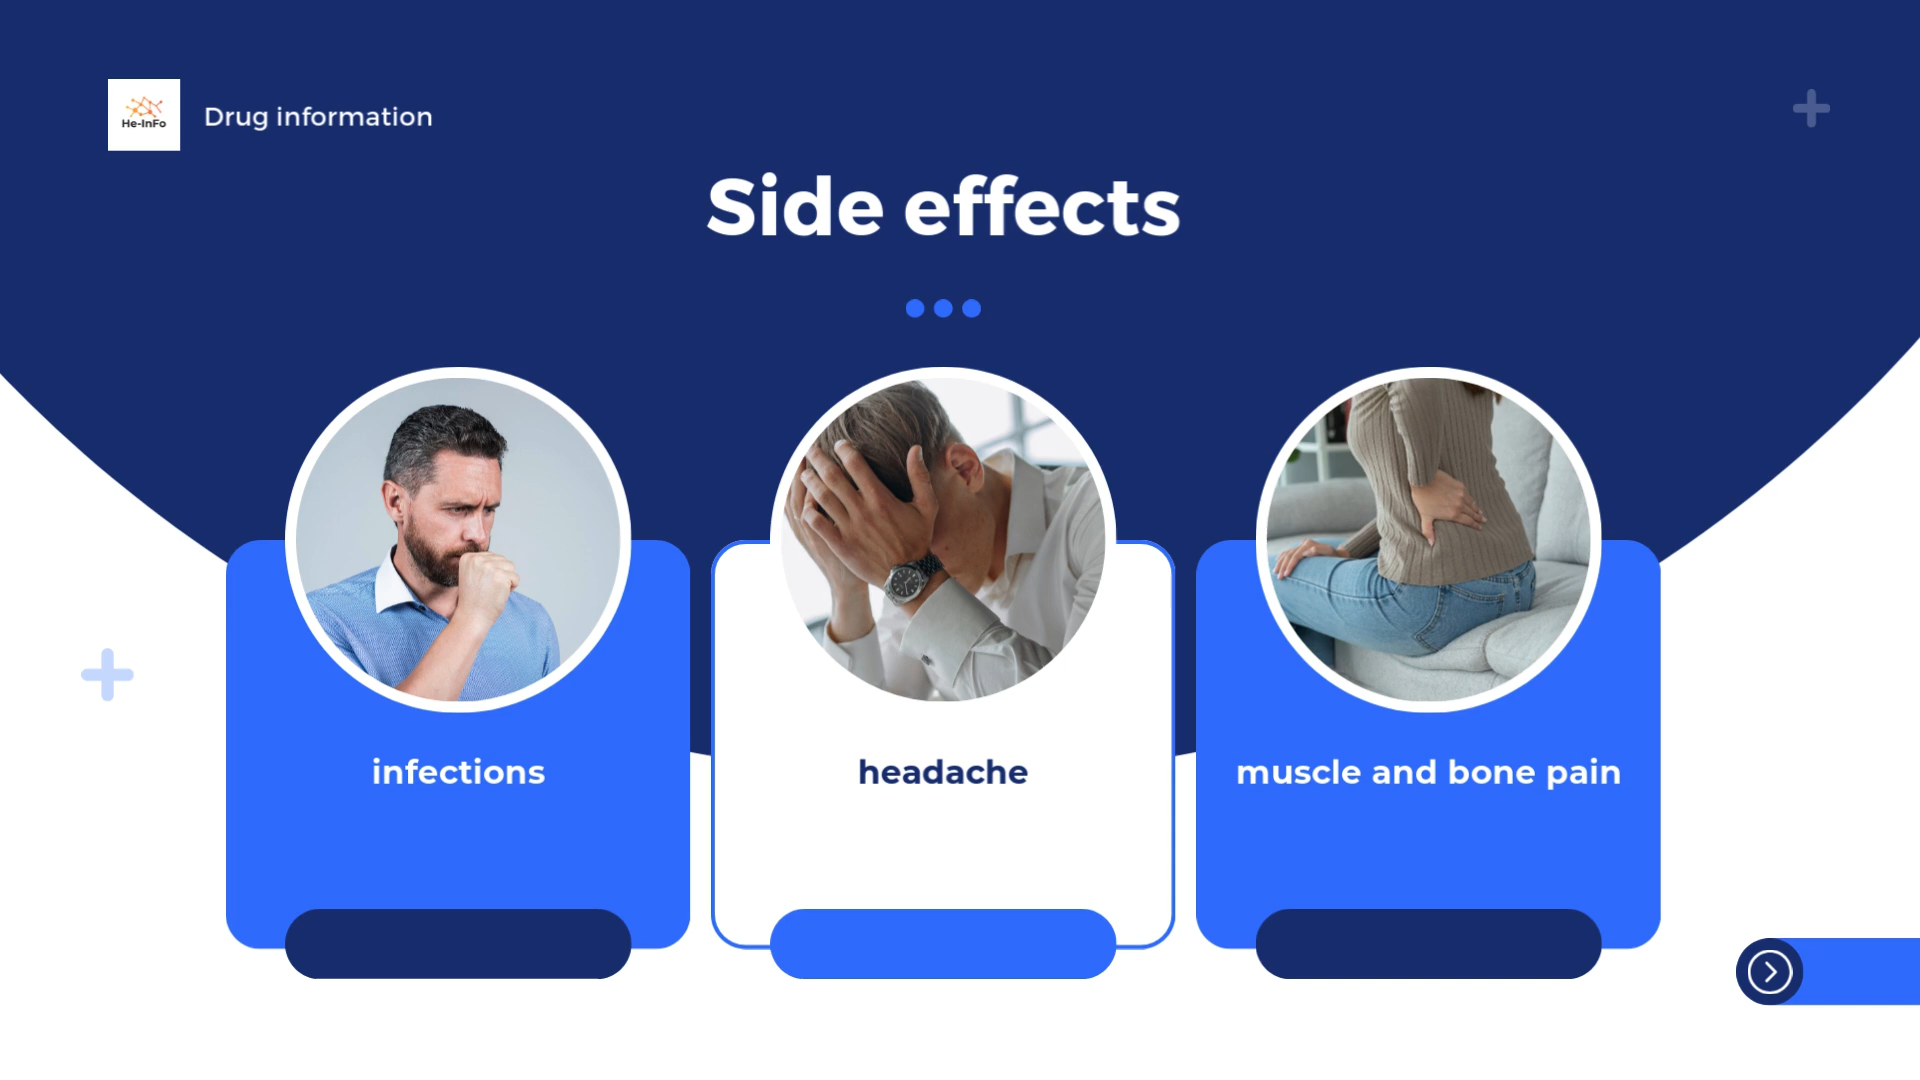 He-InFo
Drug information
Side effects
infections
headache
muscle and bone pain